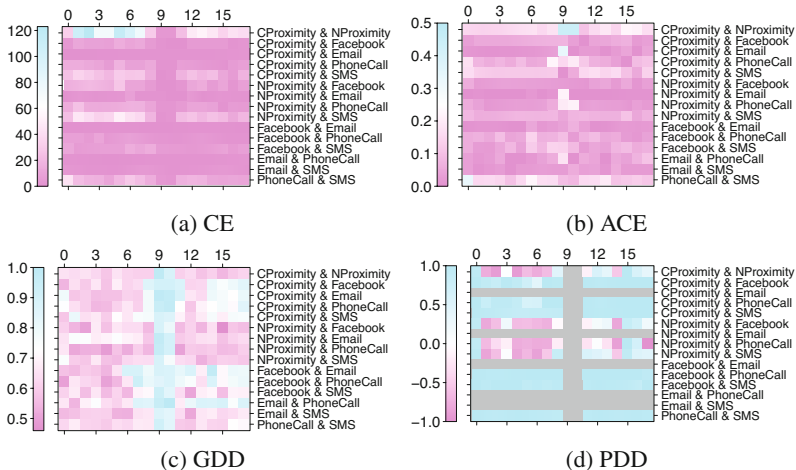 0 3 6 9 12 15
120
100
80
60
40
20
0
CProximity & NProximity
CProximity & Facebook
CProximity & Email
CProximity & PhoneCall
CProximity & SMS
NProximity & Facebook
NProximity & Email
NProximity & PhoneCall
NProximity & SMS
Facebook & Email
Facebook & PhoneCall
Facebook & SMS
Email & PhoneCall
Email & SMS
PhoneCall & SMS
(a) CE
0 3 6 9 12 15
0.5
0.4
0.3
0.2
0.1
0.0
CProximity & NProximity
CProximity & Facebook
CProximity & Email
CProximity & PhoneCall
CProximity & SMS
NProximity & Facebook
NProximity & Email
NProximity & PhoneCall
NProximity & SMS
Facebook & Email
Facebook & PhoneCall
Facebook & SMS
Email & PhoneCall
Email & SMS
PhoneCall & SMS
(b) ACE
0 3 6 9 12 15
1.0
0.9
0.8
0.7
0.6
0.5
CProximity & NProximity
CProximity & Facebook
CProximity & Email
CProximity & PhoneCall
CProximity & SMS
NProximity & Facebook
NProximity & Email
NProximity & PhoneCall
NProximity & SMS
Facebook & Email
Facebook & PhoneCall
Facebook & SMS
Email & PhoneCall
Email & SMS
PhoneCall & SMS
(c) GDD
0 3 6 9 12 15
1.0
0.5
0.0
−0.5
−1.0
CProximity & NProximity
CProximity & Facebook
CProximity & Email
CProximity & PhoneCall
CProximity & SMS
NProximity & Facebook
NProximity & Email
NProximity & PhoneCall
NProximity & SMS
Facebook & Email
Facebook & PhoneCall
Facebook & SMS
Email & PhoneCall
Email & SMS
PhoneCall & SMS
(d) PDD